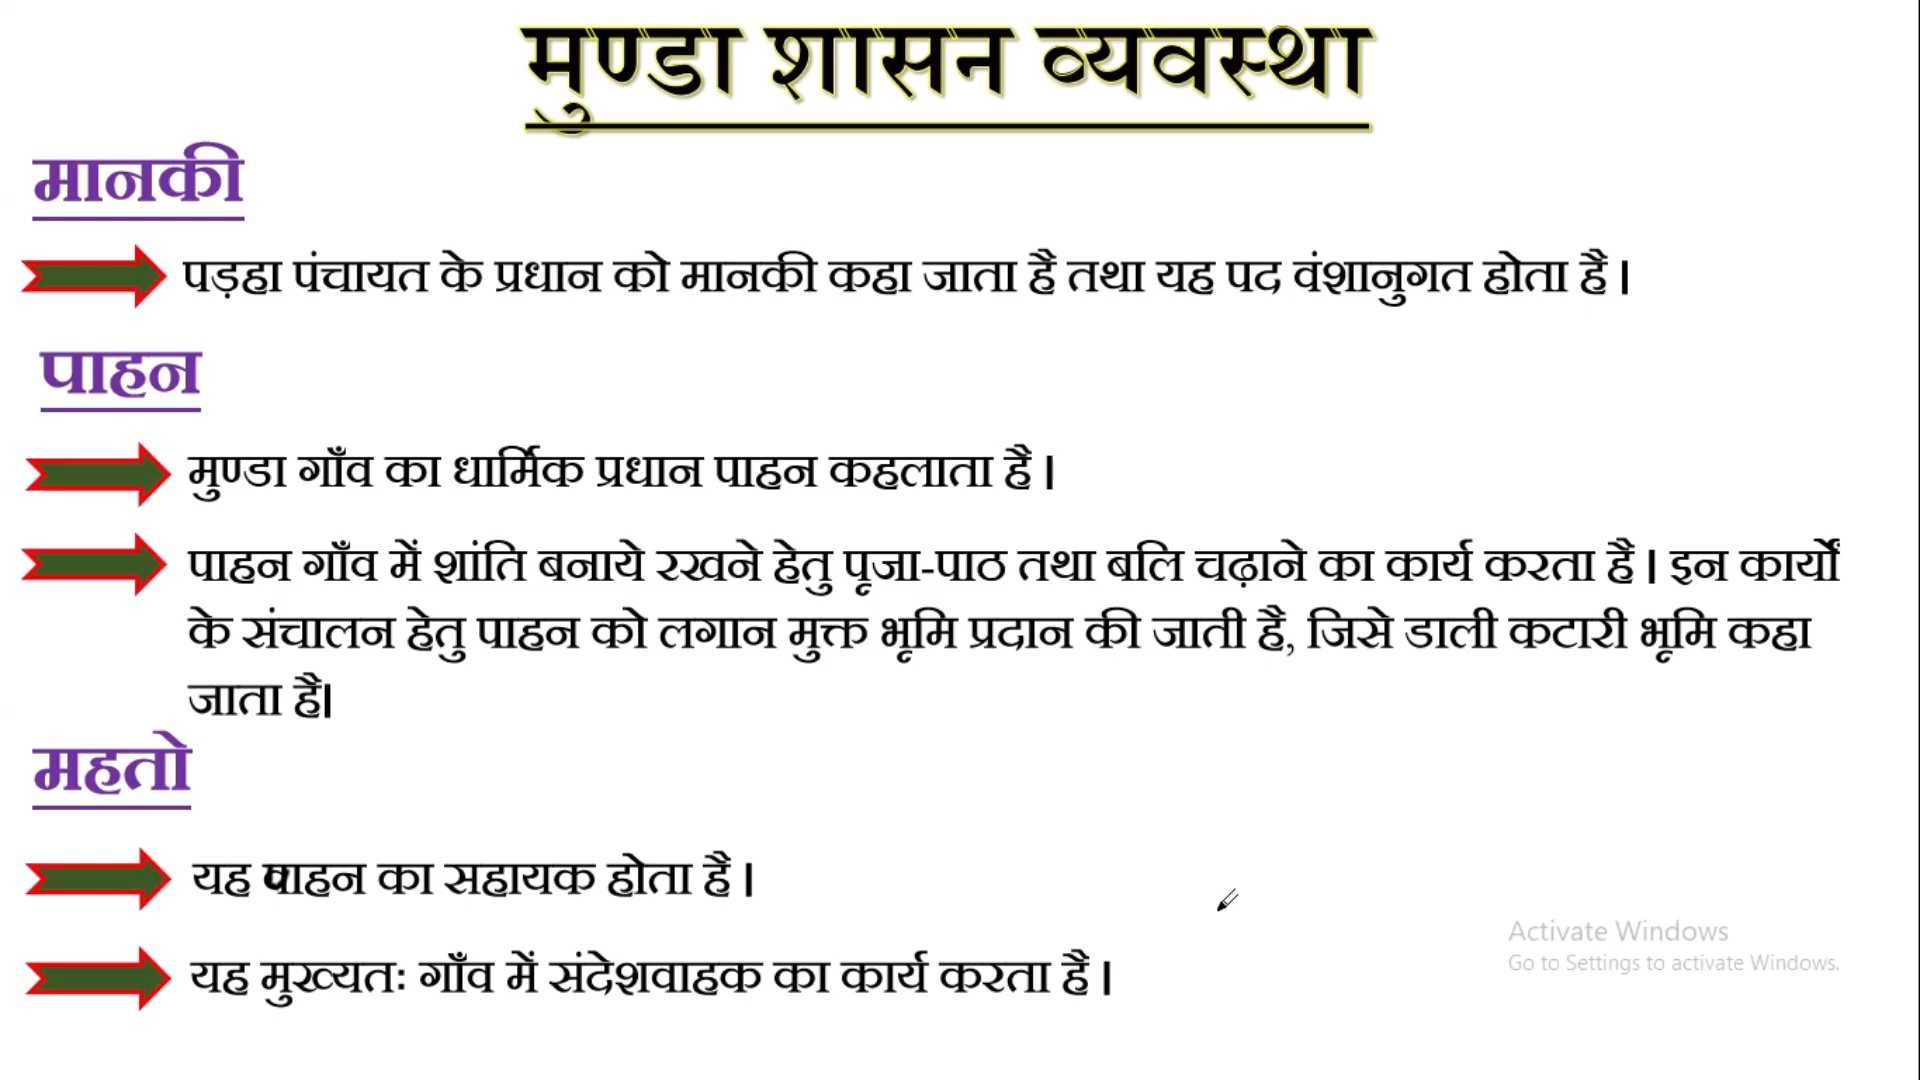 मुण्डा शासन व्यवस्था
मानकी
पड़हा पंचायत के प्रधान को मानकी कहा जाता है तथा यह पद वंशानुगत होता है ।
पाहन
मुण्डा गाँव का धार्मिक प्रधान पाहन कहलाता है ।
पाहन गाँव में शांति बनाये रखने हेतु पूजा-पाठ तथा बलि चढ़ाने का कार्य करता है । इन कार्यों
के संचालन हेतु पाहन को लगान मुक्त भूमि प्रदान की जाती है, जिसे डाली कटारी भूमि कहा
जाता है।
महतो
यह पाहन का सहायक होता है ।
यह मुख्यतः गाँव में संदेशवाहक का कार्य करता है ।
Activate Windows
Go to Settings to activate Windows.